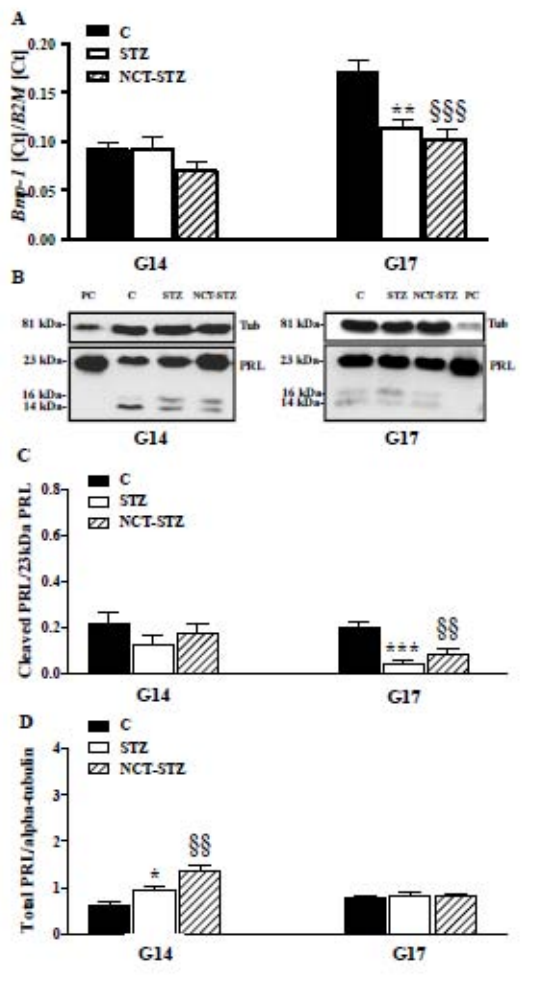 A
C
STZ
NCT-STZ
Bmp-1 [Ct]/B2M [Ct]
0.20
0.15
0.10
0.05
0.00
** §§§
G14 G17
B
PC C STZ NCT-STZ C STZ NCT-STZ PC
81 kDa- Tub 81 kDa- Tub
23 kDa- PRL 23 kDa- PRL
16 kDa- 16 kDa-
14 kDa- 14 kDa-
G14 G17
C
C
STZ
NCT-STZ
Cleaved PRL/23kDa PRL
0.8
0.6
0.4
0.2
0.0
*** §§
G14 G17
D
C
STZ
NCT-STZ
Total PRL/alpha-tubulin
4
3
2
1
0
* §§
G14 G17